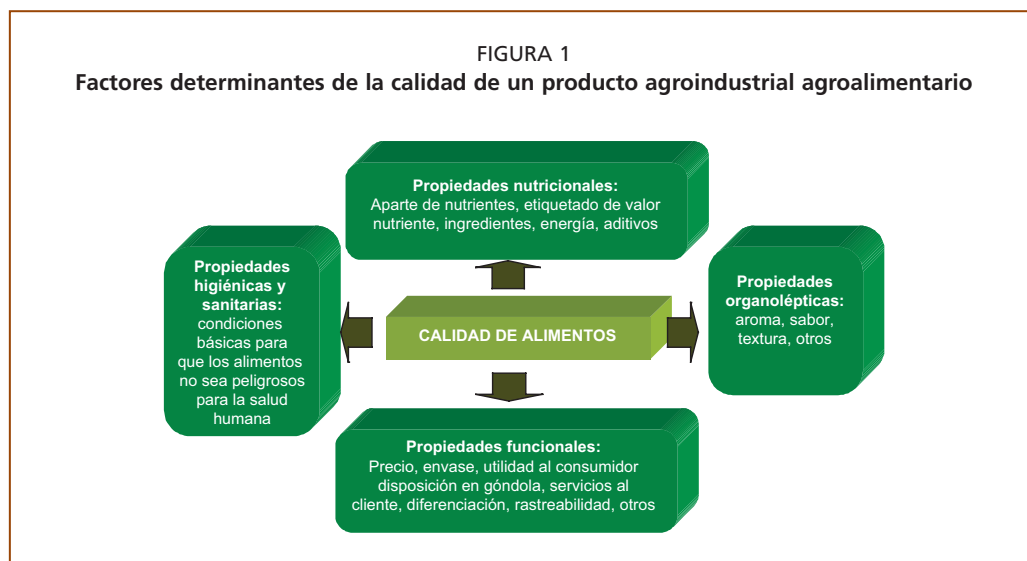 FIGURA 1
Factores determinantes de la calidad de un producto agroindustrial agroalimentario
Propiedades nutricionales:
Aparte de nutrientes, etiquetado de valor
nutriente, ingredientes, energía, aditivos
Propiedades
higiénicas y
sanitarias:
condiciones
básicas para
que los alimentos
no sea peligrosos
para la salud
humana
CALIDAD DE ALIMENTOS
Propiedades
organolépticas:
aroma, sabor,
textura, otros
Propiedades funcionales:
Precio, envase, utilidad al consumidor
disposición en góndola, servicios al
cliente, diferenciación, rastreabilidad, otros